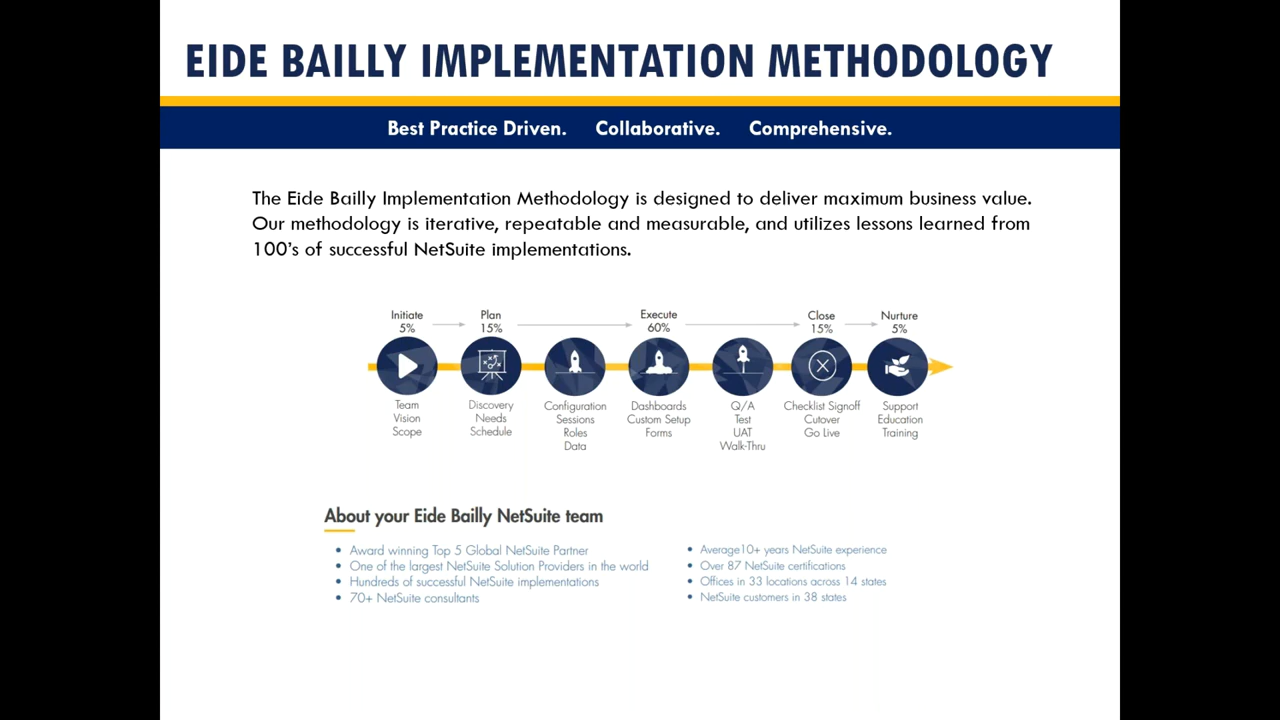 EIDE BAILLY IMPLEMENTATION METHODOLOGY
Best Practice Driven. Collaborative. Comprehensive.
The Eide Bailly Implementation Methodology is designed to deliver maximum business value.
Our methodology is iterative, repeatable and measurable, and utilizes lessons learned from
100’s of successful NetSuite implementations.
Initiate
5%
Plan
15%
Execute
60%
Close
15%
Nurture
5%
Team
Vision
Scope
Discovery
Needs
Schedule
Configuration
Sessions
Roles
Data
Dashboards
Custom Setup
Forms
Q/A
Test
UAT
Walk-Thru
Checklist Signoff
Cutover
Go Live
Support
Education
Training
About your Eide Bailly NetSuite team
• Award winning Top 5 Global NetSuite Partner
• One of the largest NetSuite Solution Providers in the world
• Hundreds of successful NetSuite implementations
• 70+ NetSuite consultants
• Average10+ years NetSuite experience
• Over 87 NetSuite certifications
• Offices in 33 locations across 14 states
• NetSuite customers in 38 states